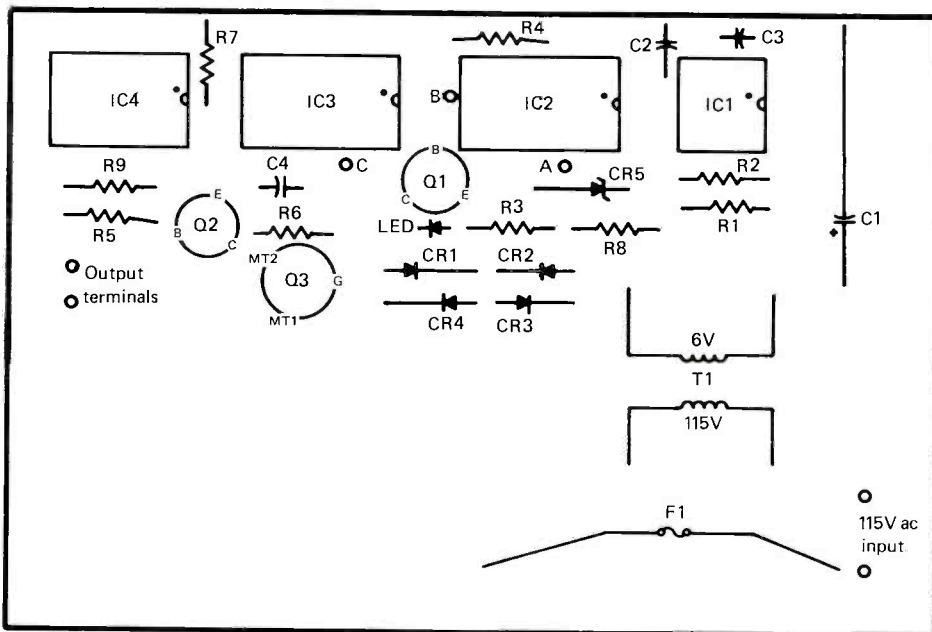 R7
R4
C2
C3
IC4
IC3
B
IC2
IC1
C
A
R9
C4
B
Q1
C
E
CR5
R2
R5
E
Q2
B
C
R6
LED
R3
R8
R1
C1
+
Output
terminals
MT2
Q3
G
MT1
CR1
CR2
CR4
CR3
6V
T1
115V
F1
115V ac
input